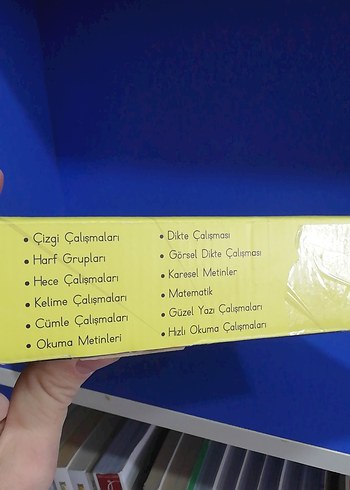 • Çizgi Çalışmaları
• Harf Grupları
• Hece Çalışmaları
• Kelime Çalışmaları
• Cümle Çalışmaları
• Okuma Metinleri
• Dikte Çalışması
• Görsel Dikte Çalışması
• Karesel Metinler
• Matematik
• Güzel Yazı Çalışmaları
• Hızlı Okuma Çalışmaları